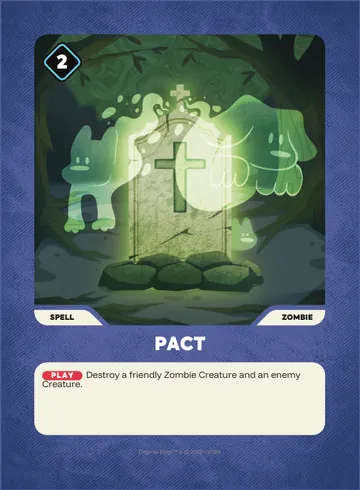 2
SPELL
ZOMBIE
PACT
PLAY Destroy a friendly Zombie Creature and an enemy
Creature.